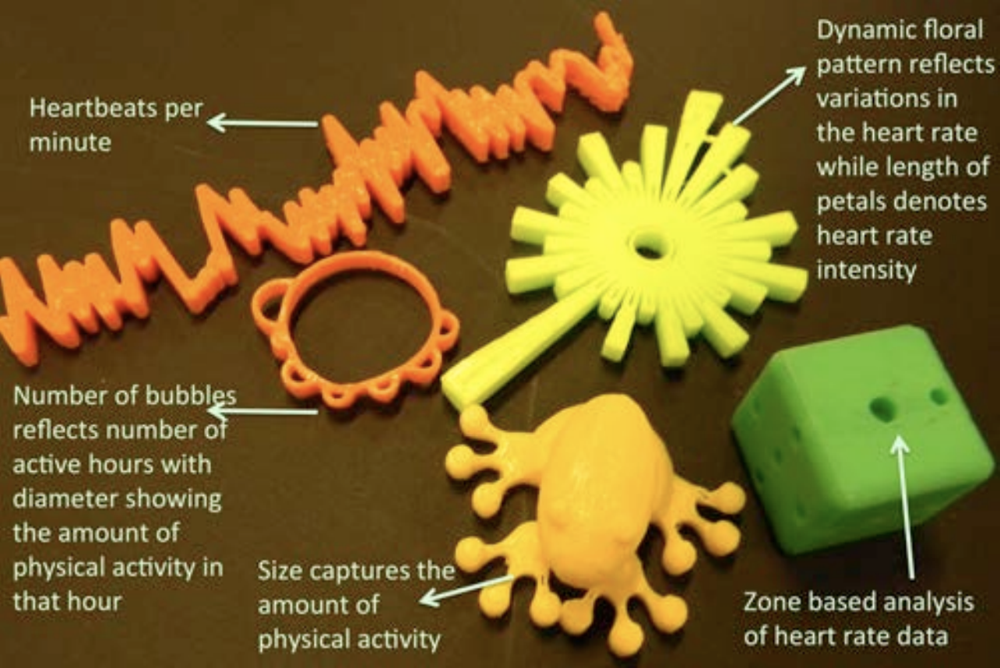 Heartbeats per
minute
Dynamic floral
pattern reflects
variations in
the heart rate
while length of
petals denotes
heart rate
intensity
Number of bubbles
reflects number of
active hours with
diameter showing
the amount of
physical activity in
that hour
Size captures the
amount of
physical activity
Zone based analysis
of heart rate data